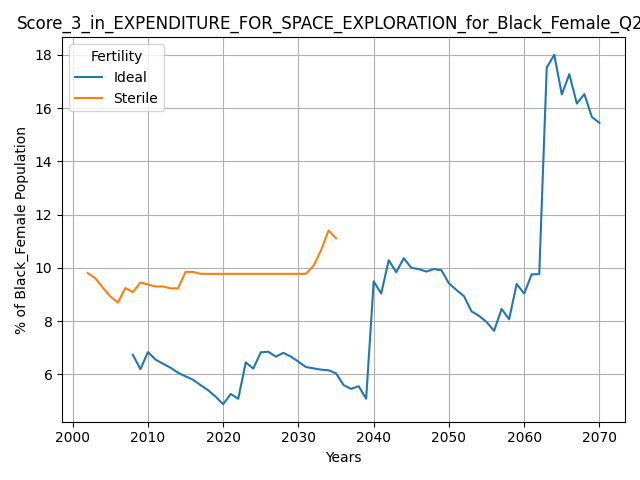 Score_3_in_EXPENDITURE_FOR_SPACE_EXPLORATION_for_Black_Female_Q2
Fertility
Ideal
Sterile
% of Black_Female Population
18
16
14
12
10
8
6
2000 2010 2020 2030 2040 2050 2060 2070
Years